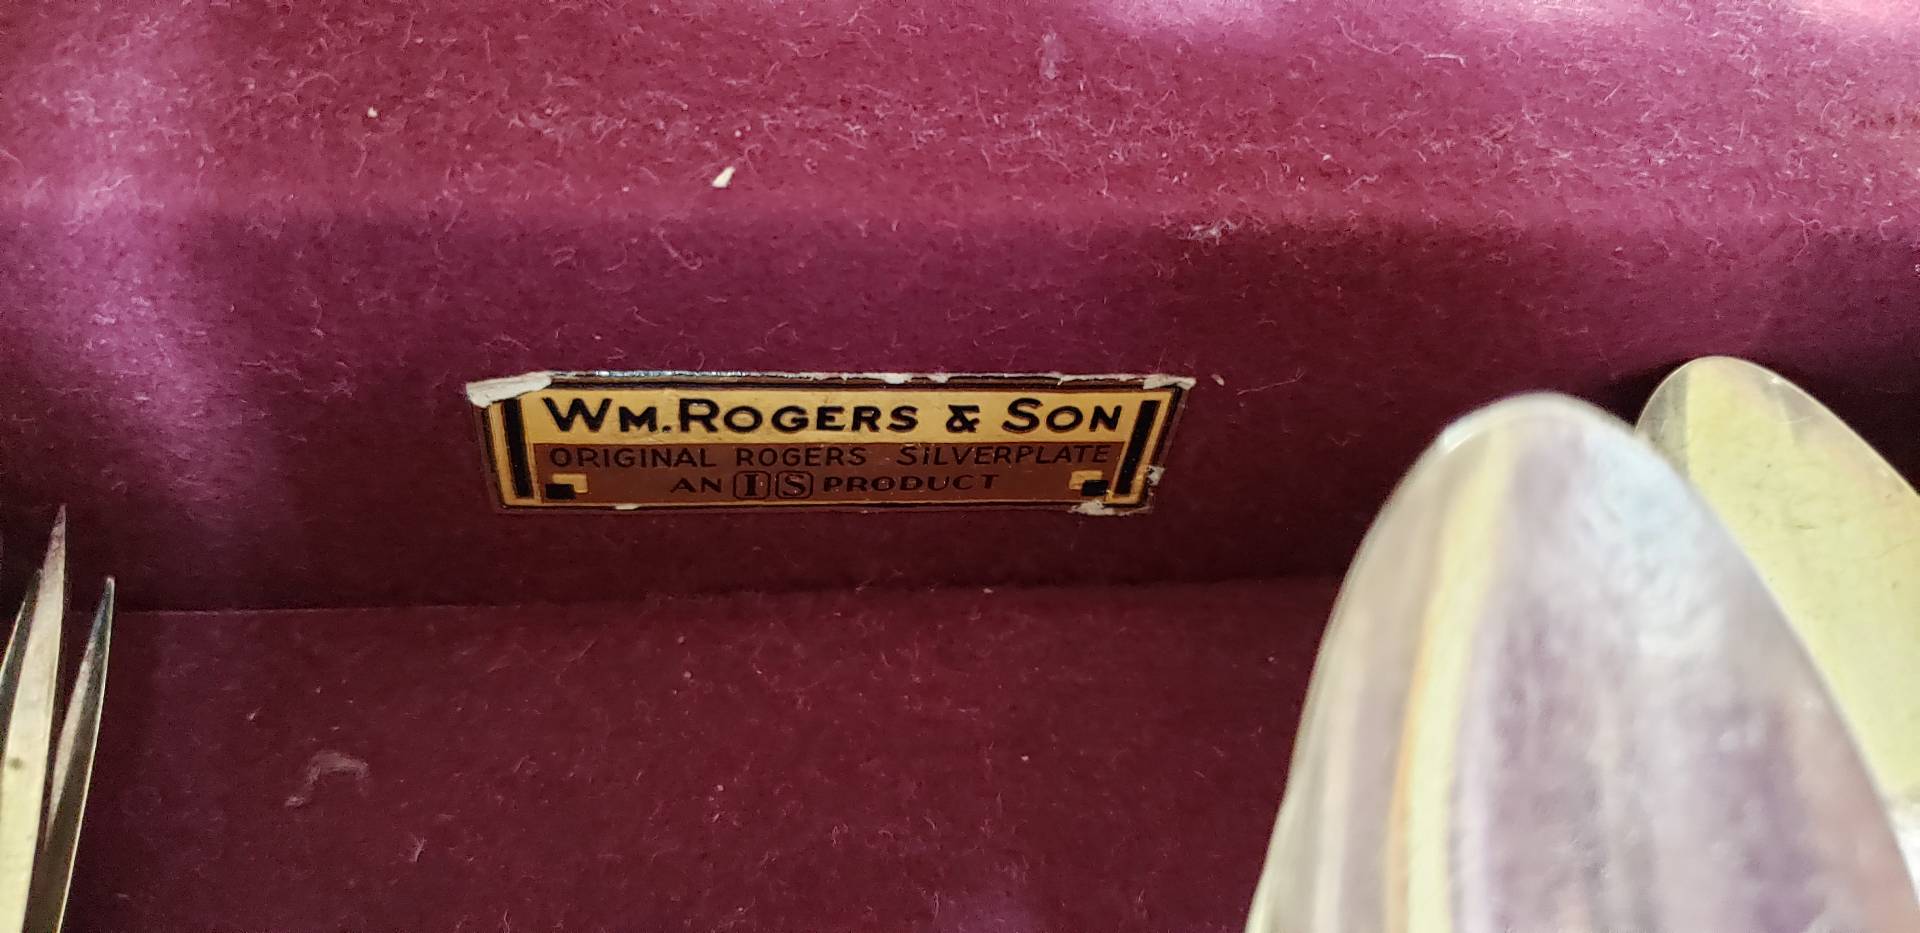 WM. ROGERS & SON
ORIGINAL ROGERS SILVERPLATE
AN IS PRODUCT